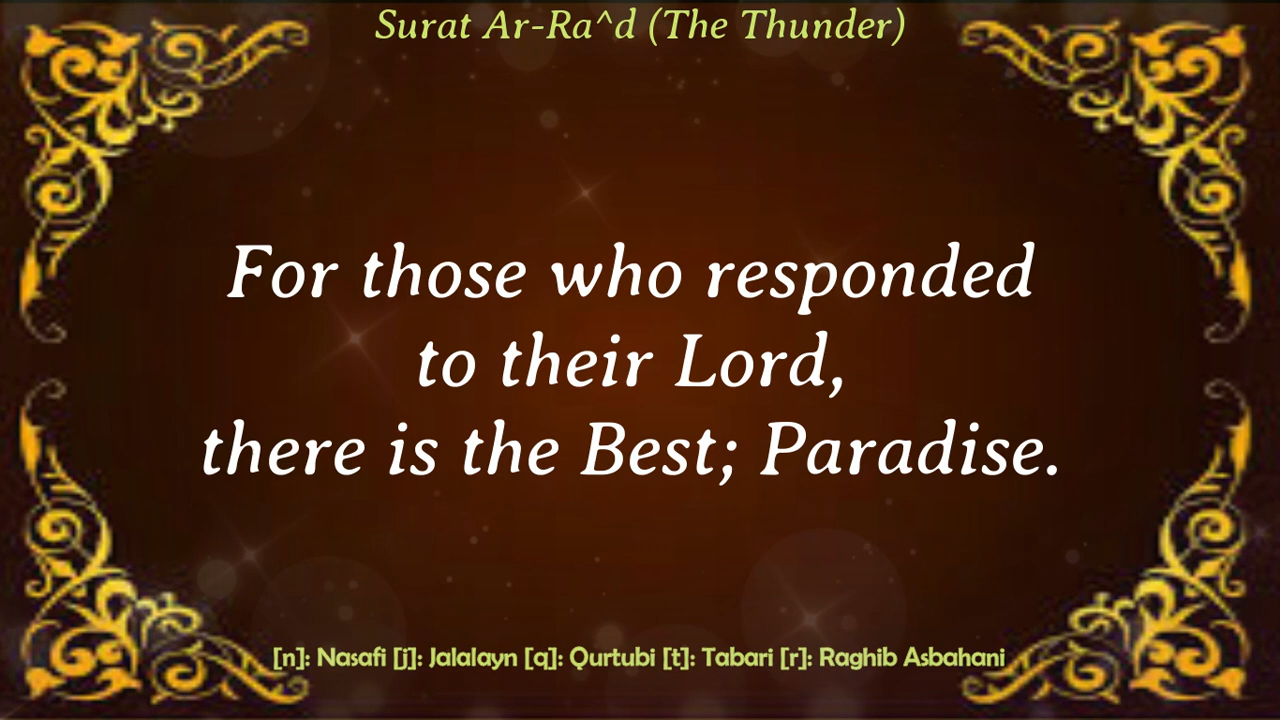 Surat Ar-Ra^d (The Thunder)
For those who responded
to their Lord,
there is the Best; Paradise.
[n]: Nasafi [j]: Jalalayn [q]: Qurtubi [t]: Tabari [r]: Raghib Asbahani